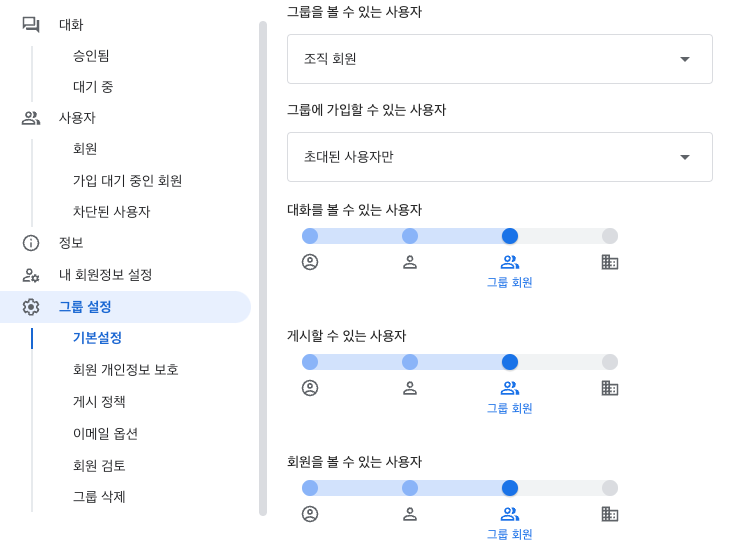 대화
승인됨
대기 중
사용자
회원
가입 대기 중인 회원
차단된 사용자
정보
내 회원정보 설정
그룹 설정
기본설정
회원 개인정보 보호
게시 정책
이메일 옵션
회원 검토
그룹 삭제
그룹을 볼 수 있는 사용자
조직 회원
그룹에 가입할 수 있는 사용자
초대된 사용자만
대화를 볼 수 있는 사용자
그룹 회원
게시할 수 있는 사용자
그룹 회원
회원을 볼 수 있는 사용자
그룹 회원